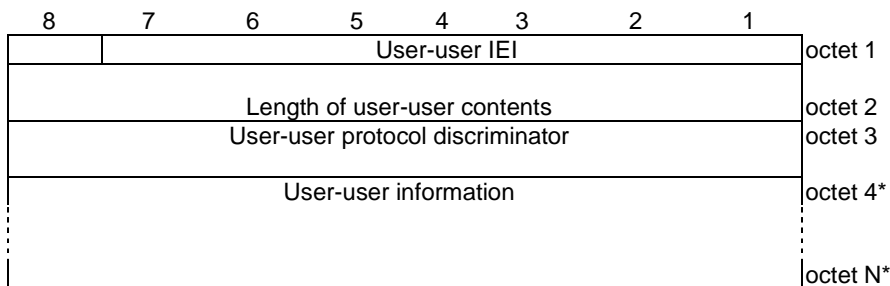 8 7 6 5 4 3 2 1
User-user IEI octet 1
Length of user-user contents octet 2
User-user protocol discriminator octet 3
User-user information octet 4*
octet N*